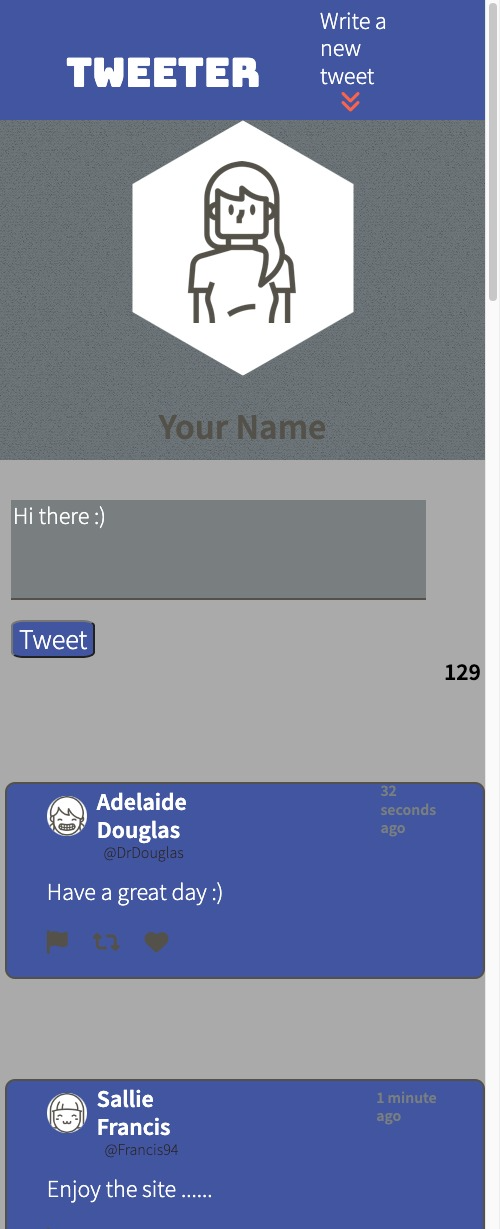 Write a
new
tweet
TWEETER
Your Name
Hi there :)
Tweet
129
Adelaide
Douglas
@DrDouglas
32
seconds
ago
Have a great day :)
Sallie
Francis
@Francis94
1 minute
ago
Enjoy the site ......